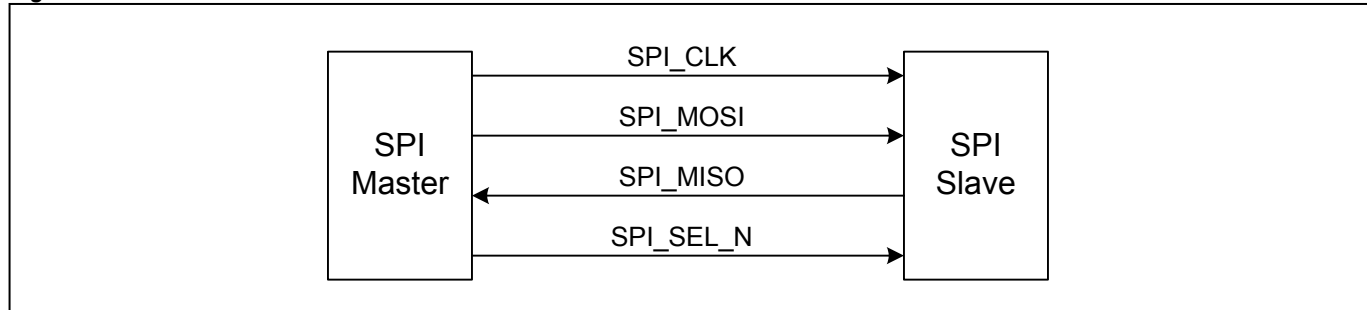 SPI_CLK
SPI_MOSI
SPI
Master
SPI_MISO
SPI_SEL_N
SPI
Slave